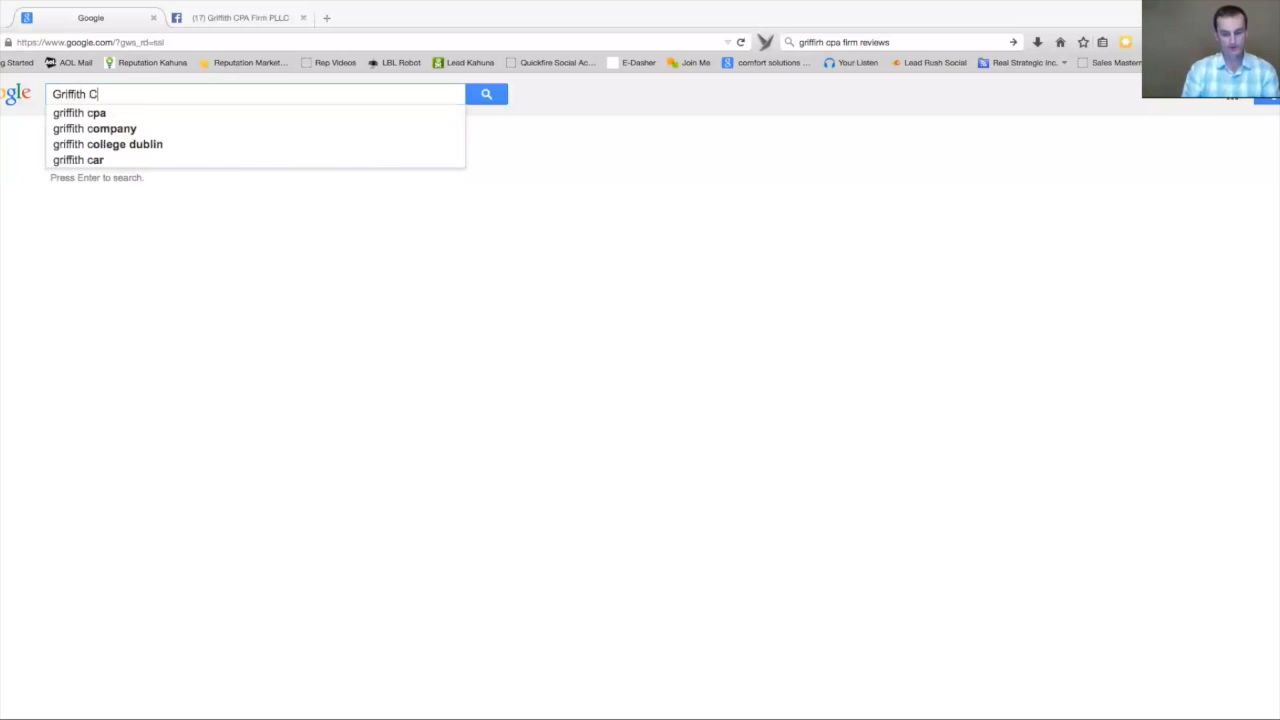 Google
(17) Griffith CPA Firm PLLC
https://www.google.com/?gws_rd=ssl
griffirh cpa firm reviews
g Started AOL Mail Reputation Kahuna Reputation Market... Rep Videos LBL Robot Lead Kahuna Quickfire Social Ac... E-Dasher Join Me comfort solutions ... Your Listen Lead Rush Social Real Strategic Inc. Sales Masterm
ogle
Griffith C
griffith cpa
griffith company
griffith college dublin
griffith car
Press Enter to search.